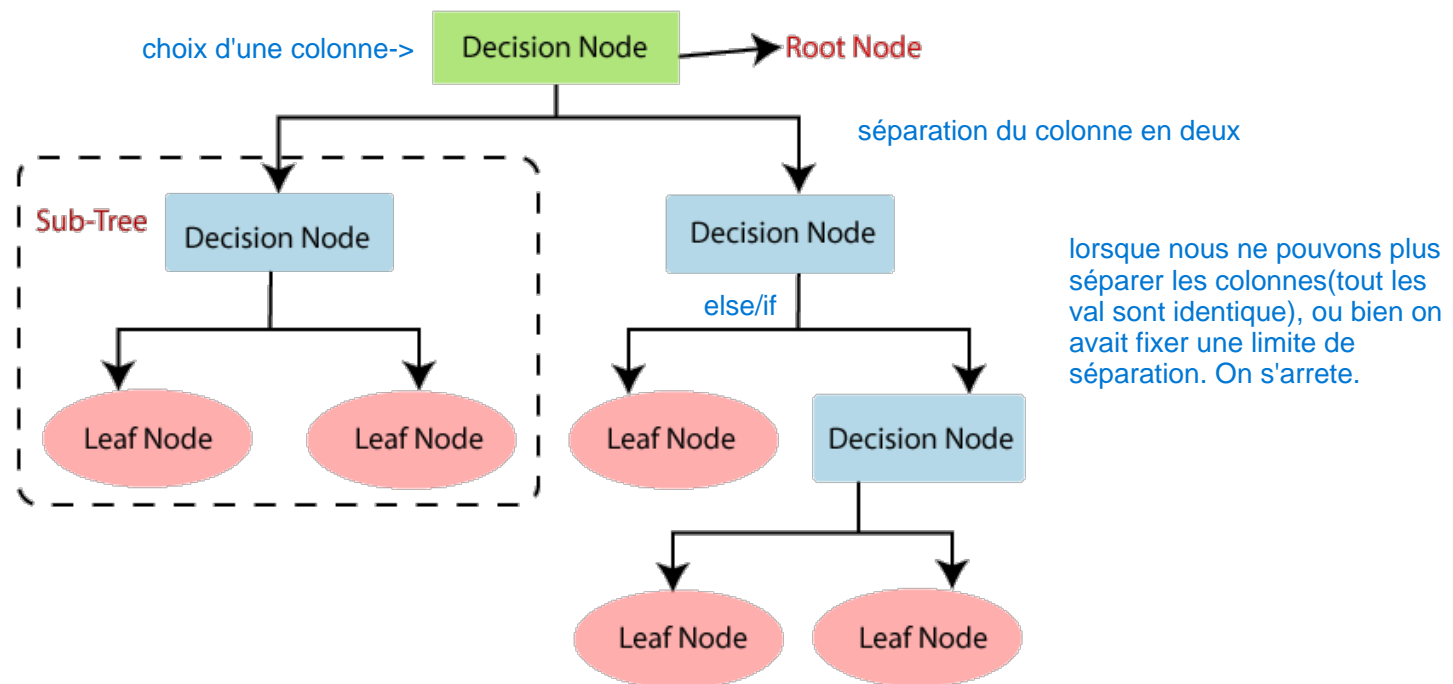 choix d'une colonne->
Decision Node
Root Node
séparation du colonne en deux
Sub-Tree
Decision Node
Decision Node
lorsque nous ne pouvons plus
séparer les colonnes(tout les
val sont identique), ou bien on
avait fixer une limite de
séparation. On s'arrete.
else/if
Leaf Node
Leaf Node
Leaf Node
Decision Node
Leaf Node
Leaf Node